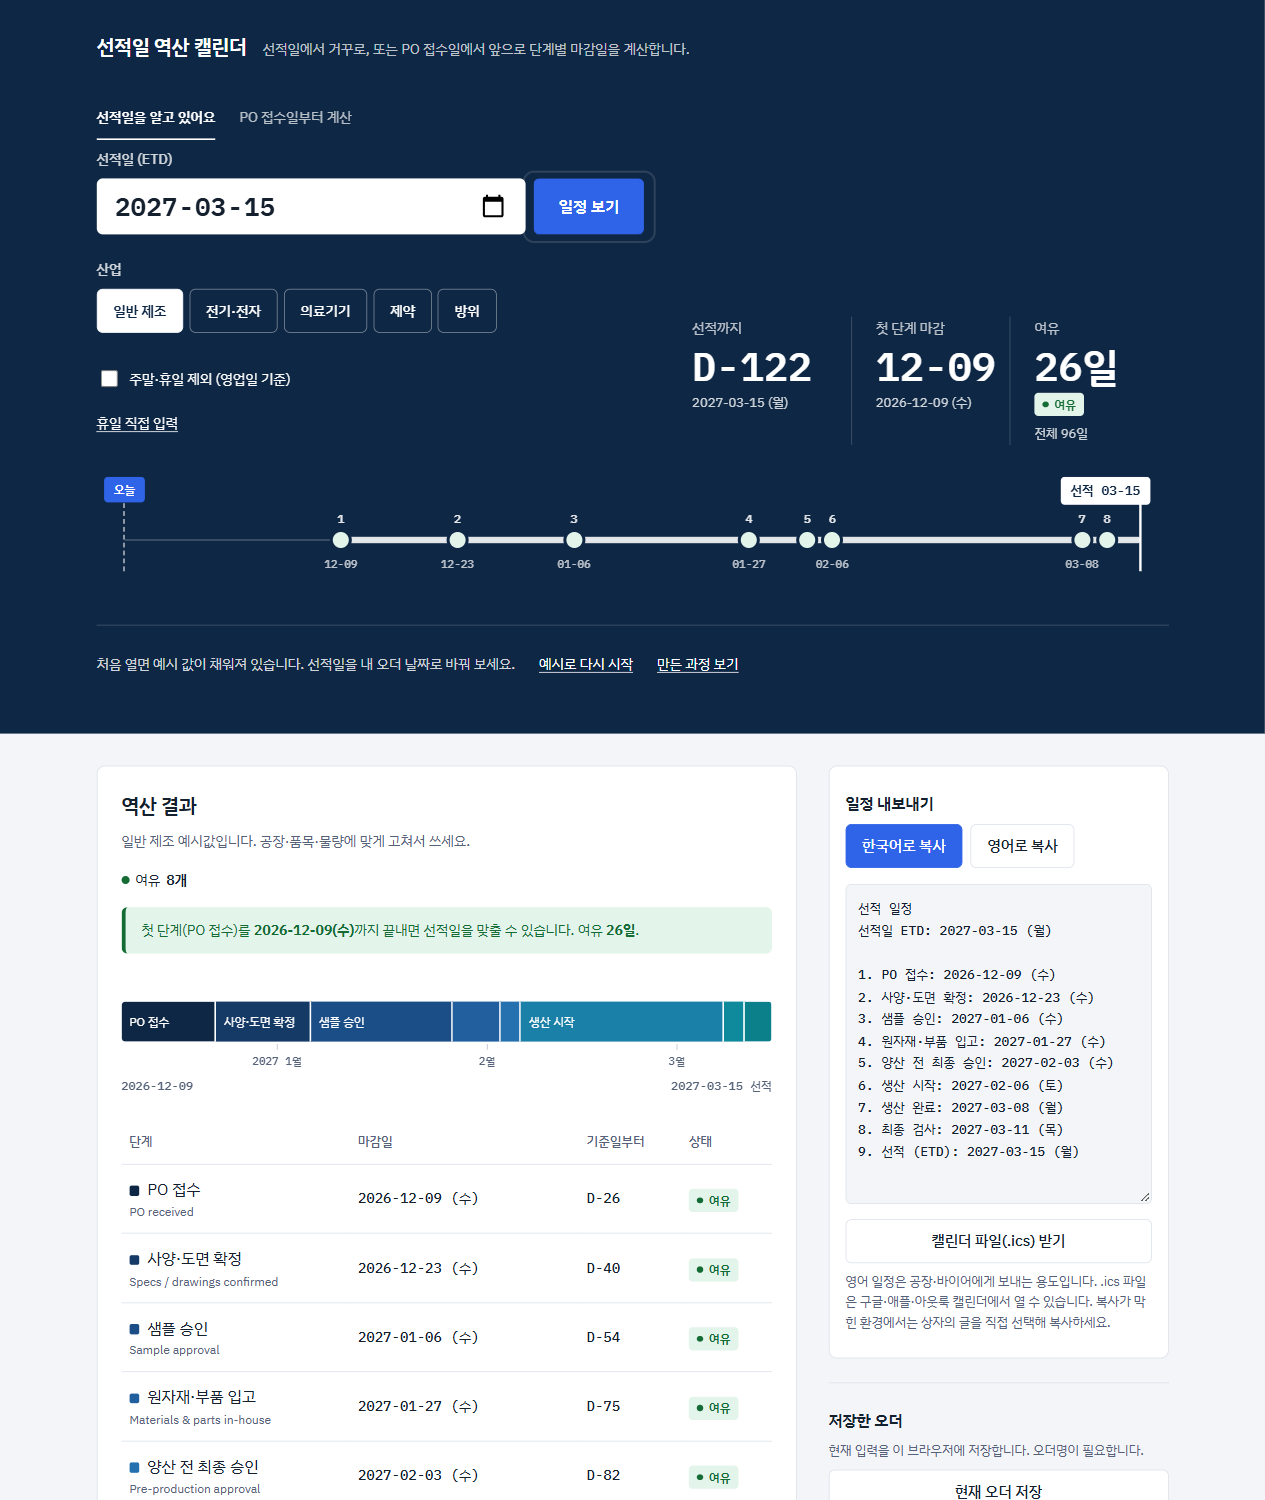 선적일 역산 캘린더
선적일에서 거꾸로, 또는 PO 접수일에서 앞으로 단계별 마감일을 계산합니다.
선적일을 알고 있어요
PO 접수일부터 계산
선적일 (ETD)
2027-03-15
일정 보기
산업
일반 제조
전기·전자
의료기기
제약
방위
주말·휴일 제외 (영업일 기준)
휴일 직접 입력
선적까지
D-122
2027-03-15 (월)
첫 단계 마감
12-09
2026-12-09 (수)
여유
26일
여유
전체 96일
오늘
선적 03-15
1 2 3 4 5 6 7 8
12-09 12-23 01-06 01-27 02-06 03-08
처음 열면 예시 값이 채워져 있습니다. 선적일을 내 오더 날짜로 바꿔 보세요.
예시로 다시 시작
만든 과정 보기
역산 결과
일반 제조 예시값입니다. 공장·품목·물량에 맞게 고쳐서 쓰세요.
여유 8개
첫 단계(PO 접수)를 2026-12-09(수)까지 끝내면 선적일을 맞출 수 있습니다. 여유 26일.
PO 접수
사양·도면 확정
샘플 승인
생산 시작
2027 1월
2월
3월
2026-12-09
2027-03-15 선적
단계 마감일 기준일부터 상태
PO 접수 2026-12-09 (수) D-26 여유
PO received
사양·도면 확정 2026-12-23 (수) D-40 여유
Specs / drawings confirmed
샘플 승인 2027-01-06 (수) D-54 여유
Sample approval
원자재·부품 입고 2027-01-27 (수) D-75 여유
Materials & parts in-house
양산 전 최종 승인 2027-02-03 (수) D-82 여유
Pre-production approval
일정 내보내기
한국어로 복사
영어로 복사
선적 일정
선적일 ETD: 2027-03-15 (월)
1. PO 접수: 2026-12-09 (수)
2. 사양·도면 확정: 2026-12-23 (수)
3. 샘플 승인: 2027-01-06 (수)
4. 원자재·부품 입고: 2027-01-27 (수)
5. 양산 전 최종 승인: 2027-02-03 (수)
6. 생산 시작: 2027-02-06 (토)
7. 생산 완료: 2027-03-08 (월)
8. 최종 검사: 2027-03-11 (목)
9. 선적 (ETD): 2027-03-15 (월)
캘린더 파일(.ics) 받기
영어 일정은 공장·바이어에게 보내는 용도입니다. .ics 파일
은 구글·애플·아웃룩 캘린더에서 열 수 있습니다. 복사가 막
힌 환경에서는 상자의 글을 직접 선택해 복사하세요.
저장한 오더
현재 입력을 이 브라우저에 저장합니다. 오더명이 필요합니다.
현재 오더 저장